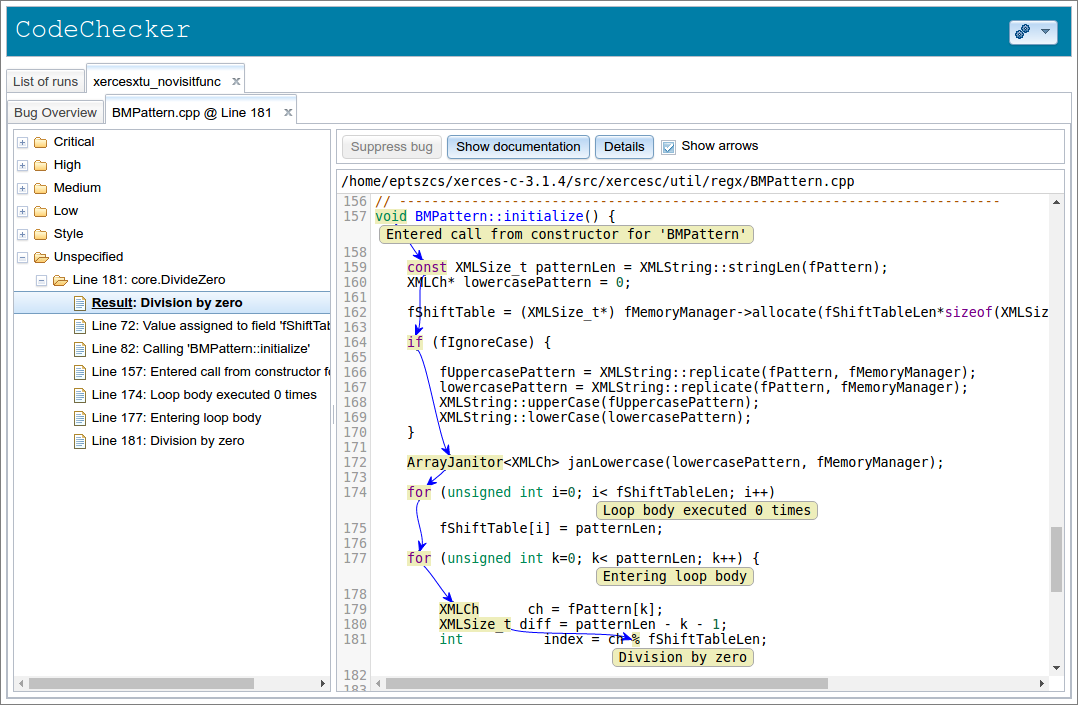 CodeChecker
List of runs
xercesxtu_novisitfunc x
Bug Overview
BMPattern.cpp @ Line 181 x
Critical
High
Medium
Low
Style
Unspecified
Line 181: core.DivideZero
Result: Division by zero
Line 72: Value assigned to field 'fShiftTab
Line 82: Calling 'BMPattern::initialize'
Line 157: Entered call from constructor fo
Line 174: Loop body executed 0 times
Line 177: Entering loop body
Line 181: Division by zero
Suppress bug Show documentation Details Show arrows
/home/eptszcs/xerces-c-3.1.4/src/xercesc/util/regx/BMPattern.cpp
156 // ---------------------------------------------------------------------------
157 void BMPattern::initialize() {
Entered call from constructor for 'BMPattern'
158
159 const XMLSize_t patternLen = XMLString::stringLen(fPattern);
160 XMLCh* lowercasePattern = 0;
161
162 fShiftTable = (XMLSize_t*) fMemoryManager->allocate(fShiftTableLen*sizeof(XMLSiz
163
164 if (fIgnoreCase) {
165
166 fUppercasePattern = XMLString::replicate(fPattern, fMemoryManager);
167 lowercasePattern = XMLString::replicate(fPattern, fMemoryManager);
168 XMLString::upperCase(fUppercasePattern);
169 XMLString::lowerCase(lowercasePattern);
170 }
171
172 ArrayJanitor<XMLCh> janLowercase(lowercasePattern, fMemoryManager);
173
174 for (unsigned int i=0; i< fShiftTableLen; i++)
Loop body executed 0 times
175 fShiftTable[i] = patternLen;
176
177 for (unsigned int k=0; k< patternLen; k++) {
Entering loop body
178
179 XMLCh ch = fPattern[k];
180 XMLSize_t diff = patternLen - k - 1;
181 int index = ch % fShiftTableLen;
Division by zero
182
183